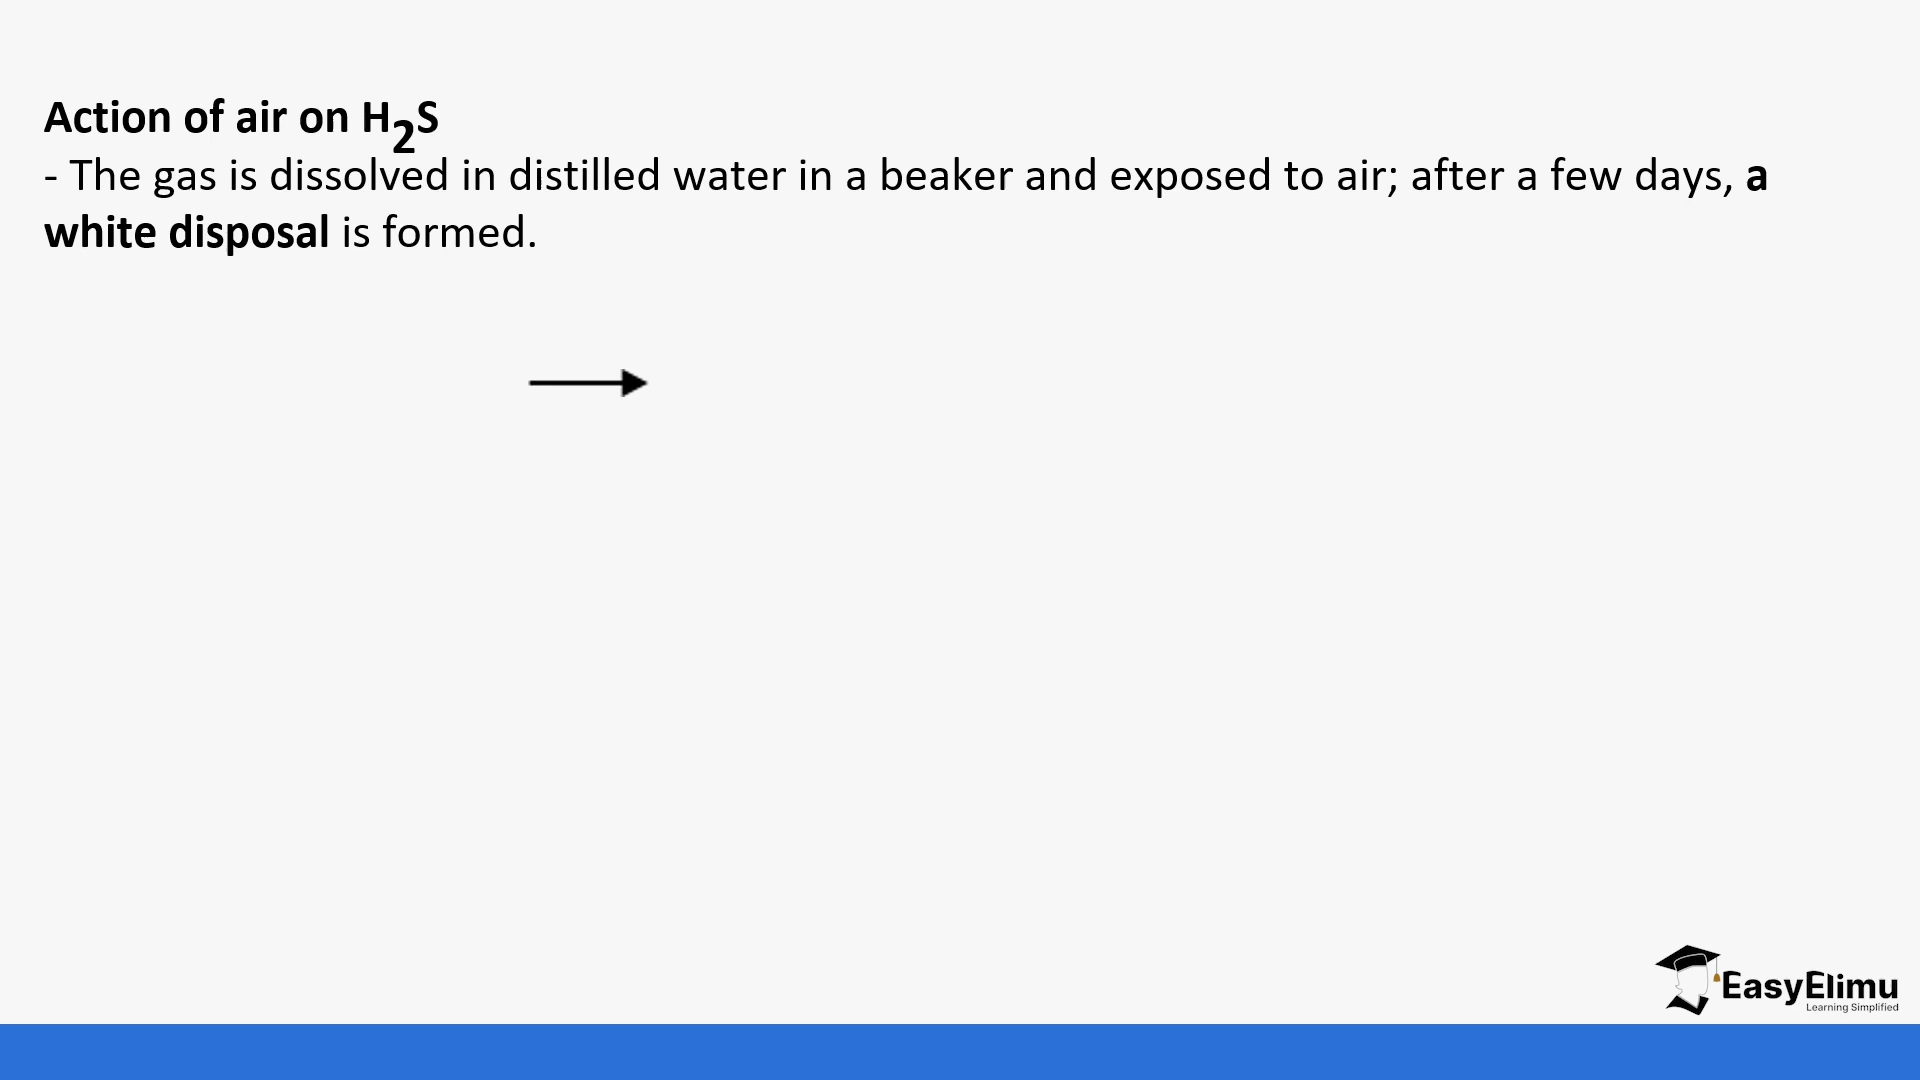 Action of air on H₂S
- The gas is dissolved in distilled water in a beaker and exposed to air; after a few days, a
white disposal is formed.
EasyElimu
Learning Simplified